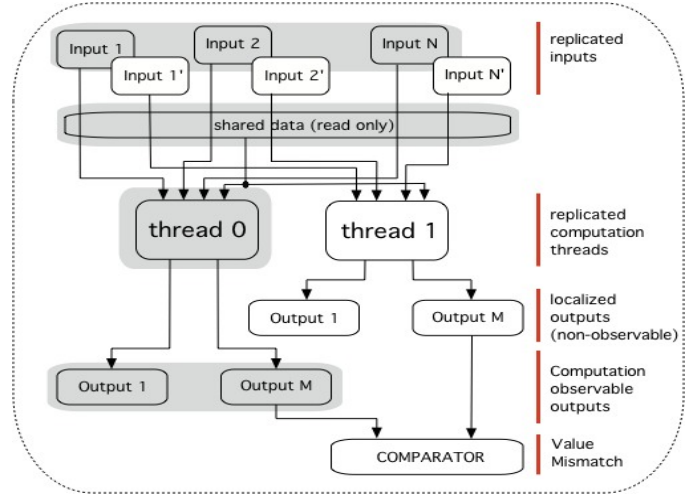 Input 1
Input 2
Input N
Input 1'
Input 2'
Input N'
replicated
inputs
shared data (read only)
thread 0
thread 1
replicated
computation
threads
Output 1
Output M
localized
outputs
(non-observable)
Output 1
Output M
Computation
observable
outputs
COMPARATOR
Value
Mismatch